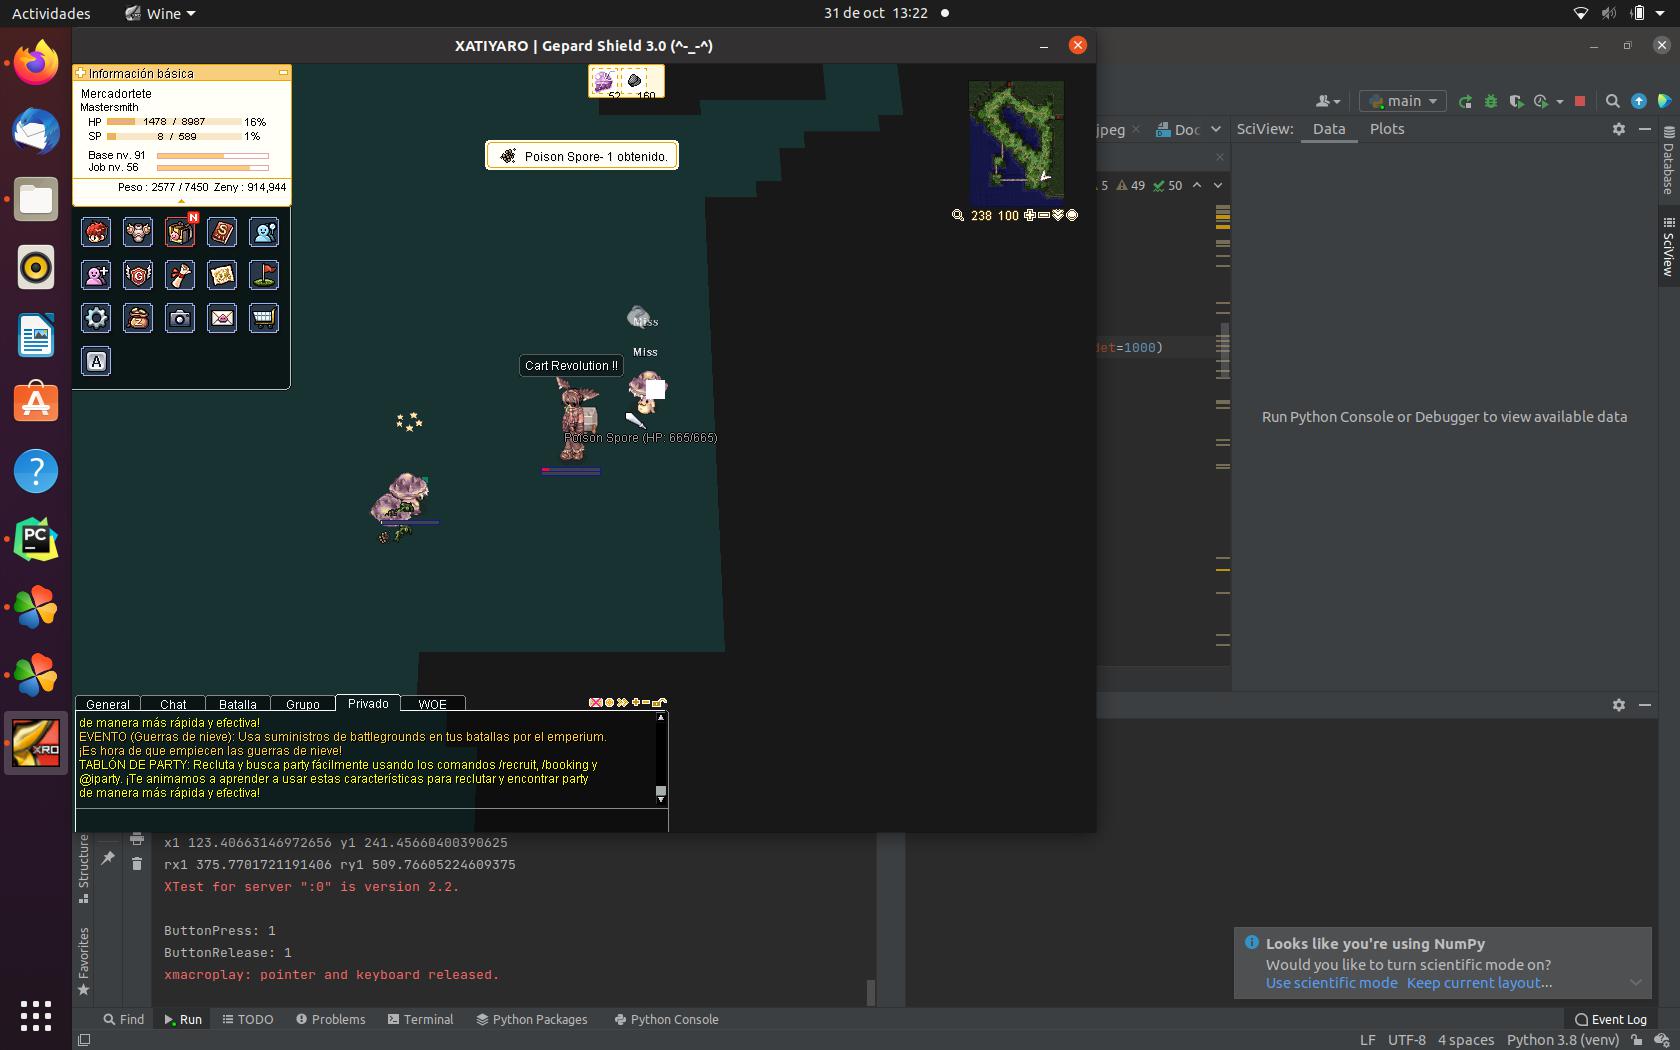 Actividades
Wine
31 de oct 13:22
XATIYARO | Gepard Shield 3.0 (^-_-^)
Información básica
Mercadortete
Mastersmith
HP 1478 / 8987 16%
SP 8 / 589 1%
Base nv. 91
Job nv. 56
Peso : 2577 / 7450 Zeny : 914,944
N
52 160
Poison Spore- 1 obtenido.
238 100
Miss
Miss
Cart Revolution !!
Poison Spore (HP: 665/665)
General Chat Batalla Grupo Privado WOE
de manera más rápida y efectiva!
EVENTO (Guerras de nieve): Usa suministros de battlegrounds en tus batallas por el emperium.
¡Es hora de que empiecen las guerras de nieve!
TABLÓN DE PARTY: Recluta y busca party fácilmente usando los comandos /recruit, /booking y
@iparty. ¡Te animamos a aprender a usar estas características para reclutar y encontrar party
de manera más rápida y efectiva!
main
jpeg Doc
SciView: Data Plots
5 49 50
det=1000)
Run Python Console or Debugger to view available data
Database
SciView
Structure
Favorites
x1 123.40663146972656 y1 241.45660400390625
rx1 375.7701721191406 ry1 509.76605224609375
XTest for server ":0" is version 2.2.
ButtonPress: 1
ButtonRelease: 1
xmacroplay: pointer and keyboard released.
Looks like you're using NumPy
Would you like to turn scientific mode on?
Use scientific mode Keep current layout...
Find Run TODO Problems Terminal Python Packages Python Console
Event Log
LF UTF-8 4 spaces Python 3.8 (venv)
PC
XRO
A